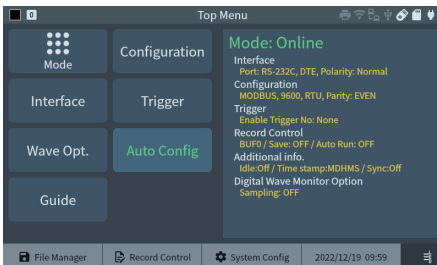 0
Top Menu
Mode
Configuration
Interface
Trigger
Wave Opt.
Auto Config
Guide
Mode: Online
Interface
Port: RS-232C, DTE, Polarity: Normal
Configuration
MODBUS, 9600, RTU, Parity: EVEN
Trigger
Enable Trigger No: None
Record Control
BUF0 / Save: OFF / Auto Run: OFF
Additional info.
Idle:Off / Time stamp:MDHMS / Sync:Off
Digital Wave Monitor Option
Sampling: OFF
File Manager
Record Control
System Config
2022/12/19 09:59